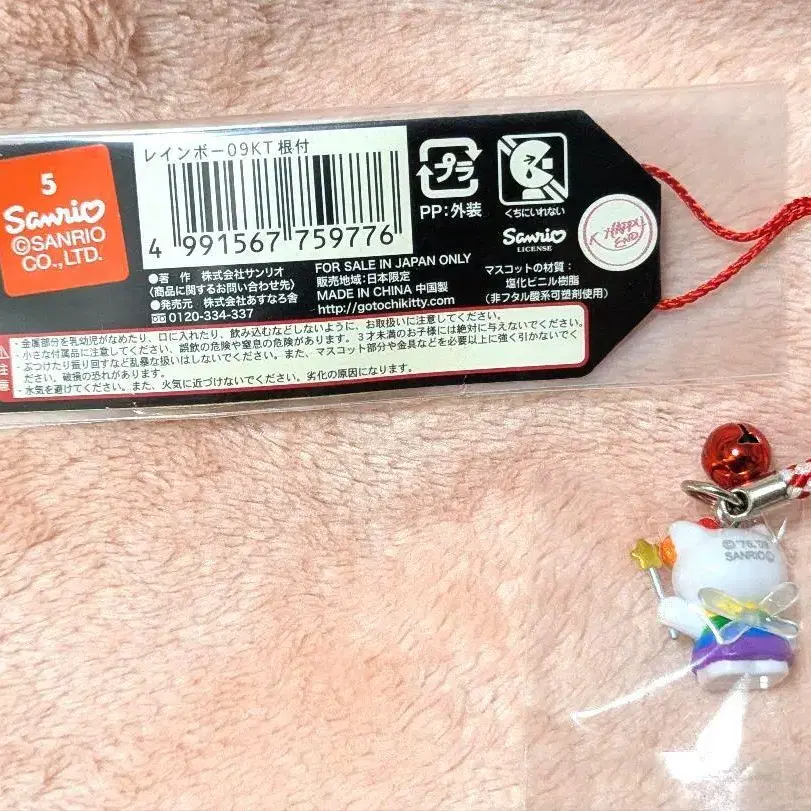 5
Sanrio
©SANRIO
CO.,LTD.
レインボー09KT 根付
4 991567 759776
●著 作 株式会社サンリオ
〈商品に関するお問い合わせ先〉
●発売元 株式会社あすなろ舎
0120-334-337
FOR SALE IN JAPAN ONLY
販売地域:日本限定
MADE IN CHINA 中国製
http://gotochikitty.com
プラ
PP:外装
くちにいれない
Sanrio
LICENSE
マスコットの材質:
塩化ビニル樹脂
(非フタル酸系可塑剤使用)
HAPPY
END
注意
・金属部分を乳幼児がなめたり、口に入れたり、飲み込むなどしないように、お取扱いに注意してください。
・小さな付属品に注意してください。誤飲の危険や窒息の危険があります。3才未満のお子様には絶対に与えないでください。
・ぶつけたり振り回すなど乱暴な扱いはしないでください。また、マスコット部分や金具などを必要以上に強く引かないでく
ださい。破損の恐れがあります。
・水気を避けてください。また、火気に近づけないでください。劣化の原因になります。
©'76,'09
SANRIO©